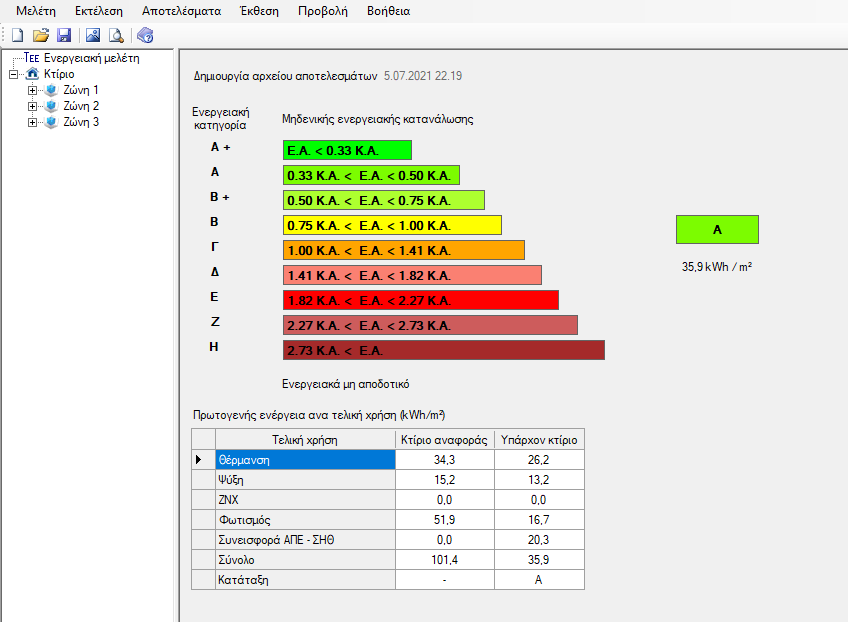 Μελέτη Εκτέλεση Αποτελέσματα Έκθεση Προβολή Βοήθεια
ΤΕΕ Ενεργειακή μελέτη
Κτίριο
Ζώνη 1
Ζώνη 2
Ζώνη 3
Δημιουργία αρχείου αποτελεσμάτων 5.07.2021 22.19
Ενεργειακή
κατηγορία
Μηδενικής ενεργειακής κατανάλωσης
Α + Ε.Α. < 0.33 Κ.Α.
Α 0.33 Κ.Α. < Ε.Α. < 0.50 Κ.Α.
Β + 0.50 Κ.Α. < Ε.Α. < 0.75 Κ.Α.
Β 0.75 Κ.Α. < Ε.Α. < 1.00 Κ.Α.
Γ 1.00 Κ.Α. < Ε.Α. < 1.41 Κ.Α.
Δ 1.41 Κ.Α. < Ε.Α. < 1.82 Κ.Α.
Ε 1.82 Κ.Α. < Ε.Α. < 2.27 Κ.Α.
Ζ 2.27 Κ.Α. < Ε.Α. < 2.73 Κ.Α.
Η 2.73 Κ.Α. < Ε.Α.
Ενεργειακά μη αποδοτικό
Α
35,9 kWh / m²
Πρωτογενής ενέργεια ανα τελική χρήση (kWh/m²)
Τελική χρήση Κτίριο αναφοράς Υπάρχον κτίριο
Θέρμανση 34,3 26,2
Ψύξη 15,2 13,2
ΖΝΧ 0,0 0,0
Φωτισμός 51,9 16,7
Συνεισφορά ΑΠΕ - ΣΗΘ 0,0 20,3
Σύνολο 101,4 35,9
Κατάταξη - Α